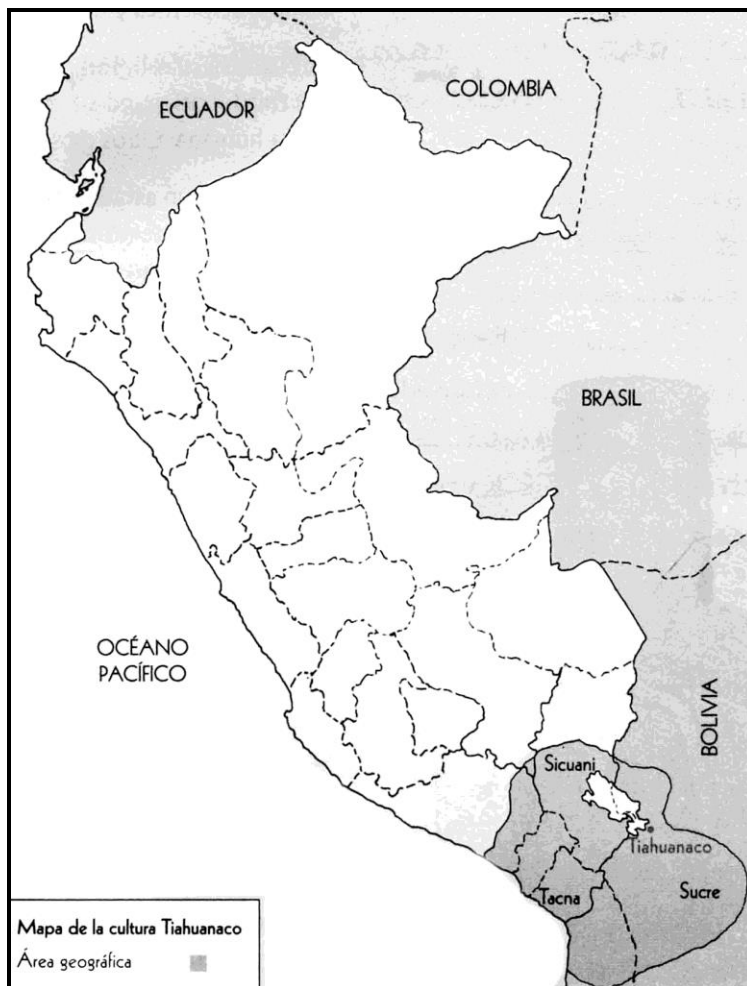 ECUADOR
COLOMBIA
BRASIL
OCÉANO
PACÍFICO
BOLIVIA
Sicuani
Tiahuanaco
Tacna
Sucre
Mapa de la cultura Tiahuanaco
Área geográfica